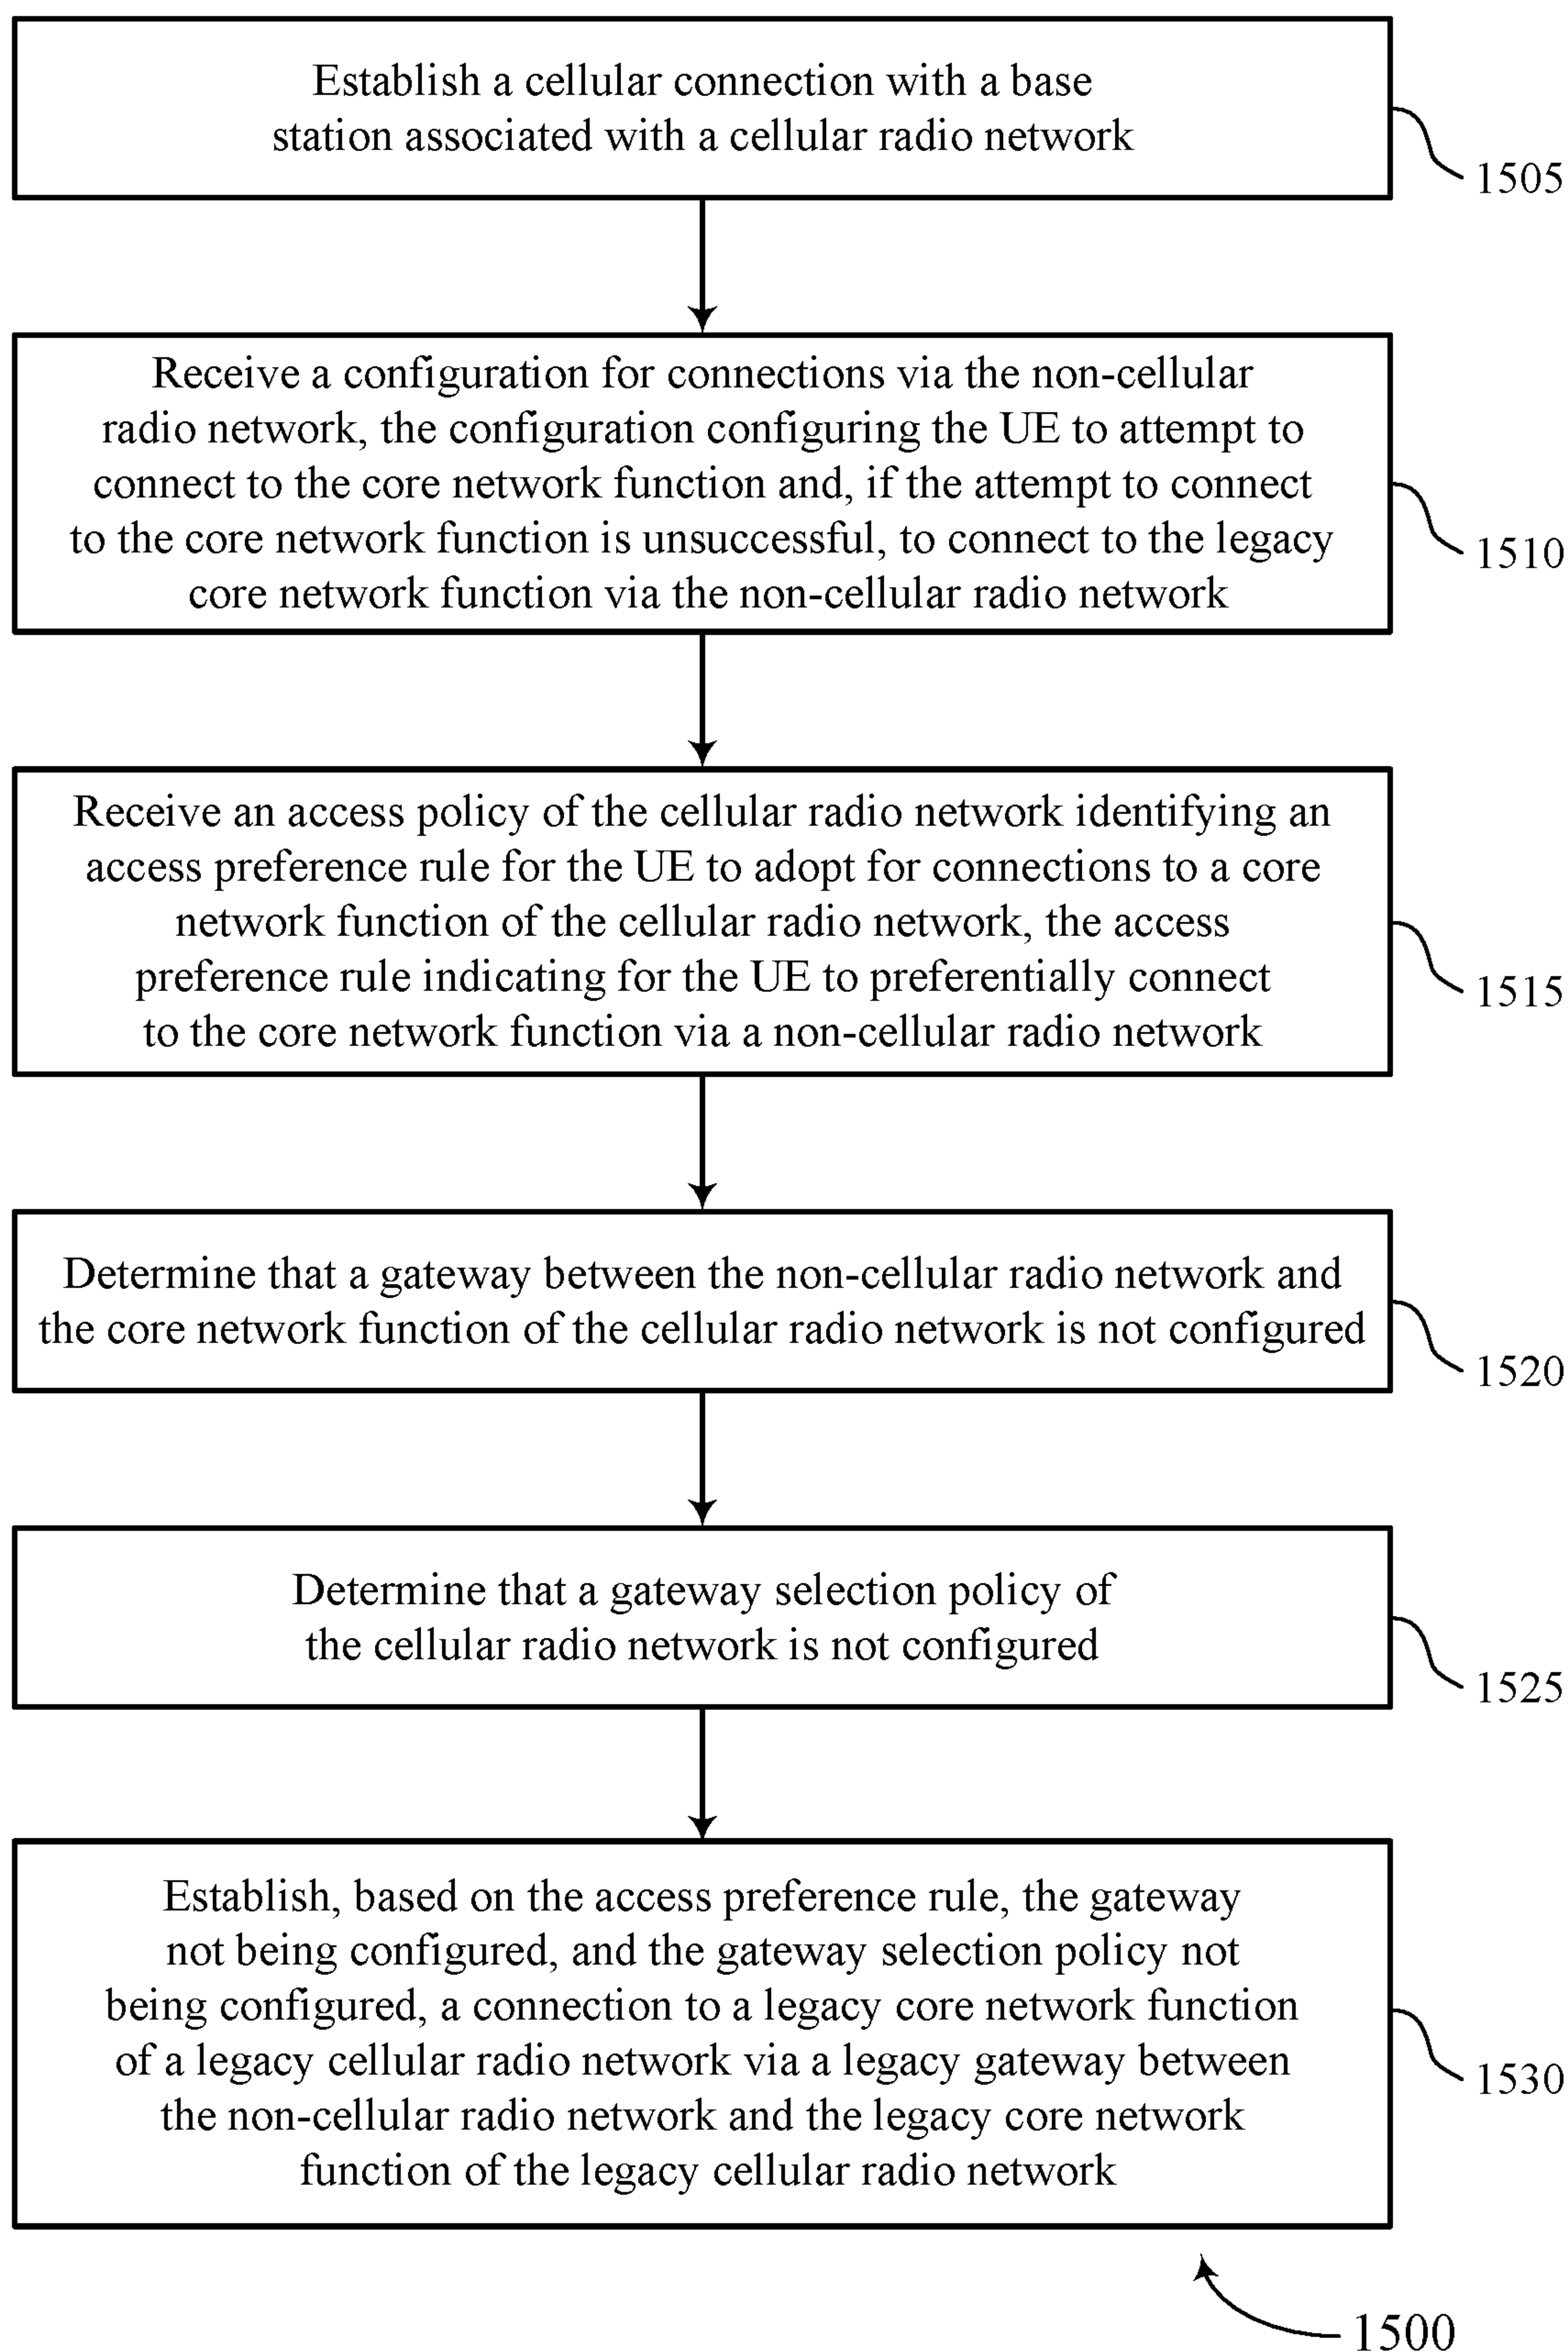 Establish a cellular connection with a base
station associated with a cellular radio network
1505
Receive a configuration for connections via the non-cellular
radio network, the configuration configuring the UE to attempt to
connect to the core network function and, if the attempt to connect
to the core network function is unsuccessful, to connect to the legacy
core network function via the non-cellular radio network
1510
Receive an access policy of the cellular radio network identifying an
access preference rule for the UE to adopt for connections to a core
network function of the cellular radio network, the access
preference rule indicating for the UE to preferentially connect
to the core network function via a non-cellular radio network
1515
Determine that a gateway between the non-cellular radio network and
the core network function of the cellular radio network is not configured
1520
Determine that a gateway selection policy of
the cellular radio network is not configured
1525
Establish, based on the access preference rule, the gateway
not being configured, and the gateway selection policy not
being configured, a connection to a legacy core network function
of a legacy cellular radio network via a legacy gateway between
the non-cellular radio network and the legacy core network
function of the legacy cellular radio network
1530
1500